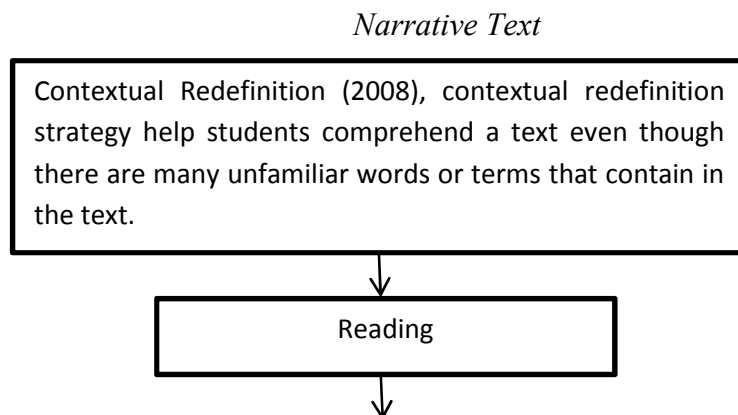 Narrative Text
Contextual Redefinition (2008), contextual redefinition
strategy help students comprehend a text even though
there are many unfamiliar words or terms that contain in
the text.
Reading